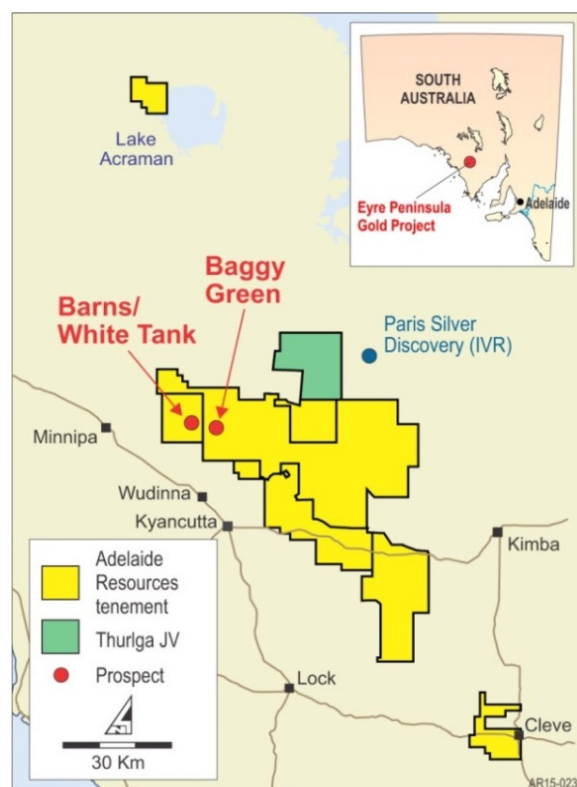 SOUTH
AUSTRALIA
Adelaide
Eyre Peninsula
Gold Project
Lake
Acraman
Baggy
Green
Barns/
White Tank
Paris Silver
Discovery (IVR)
Minnipa
Wudinna
Kyancutta
Kimba
Lock
Cleve
Adelaide
Resources
tenement
Thurlga JV
Prospect
N
30 Km
AR15-023